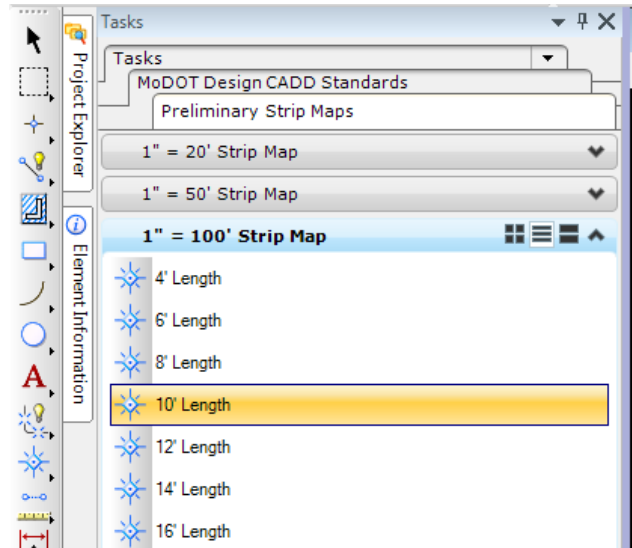 Tasks
Tasks
MoDOT Design CADD Standards
Preliminary Strip Maps
1" = 20' Strip Map
1" = 50' Strip Map
1" = 100' Strip Map
4' Length
6' Length
8' Length
10' Length
12' Length
14' Length
16' Length
Project Explorer
Element Information
A